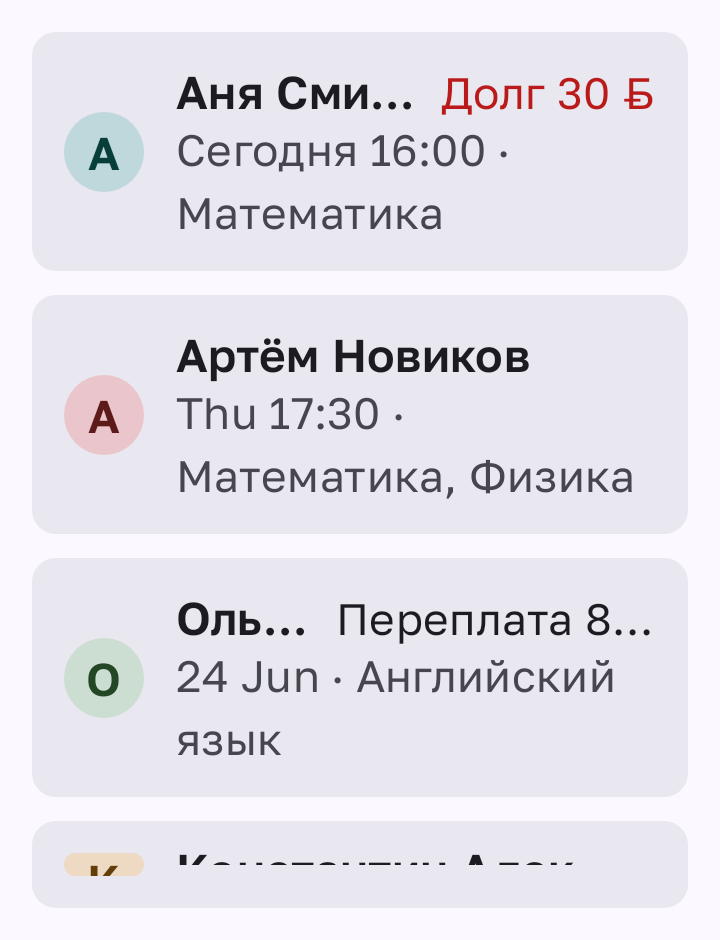 Аня Сми... Долг 30 Ƃ
А
Сегодня 16:00 ·
Математика
Артём Новиков
А
Thu 17:30 ·
Математика, Физика
Оль... Переплата 8...
О
24 Jun · Английский
язык